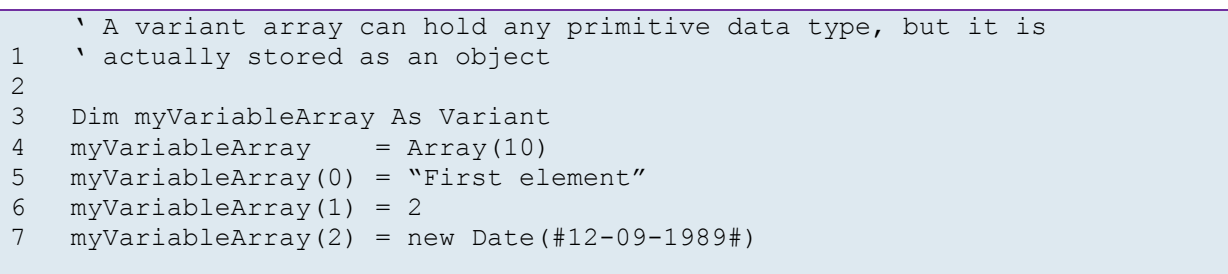 ‘ A variant array can hold any primitive data type, but it is
1 ‘ actually stored as an object
2
3 Dim myVariableArray As Variant
4 myVariableArray = Array(10)
5 myVariableArray(0) = “First element”
6 myVariableArray(1) = 2
7 myVariableArray(2) = new Date(#12-09-1989#)